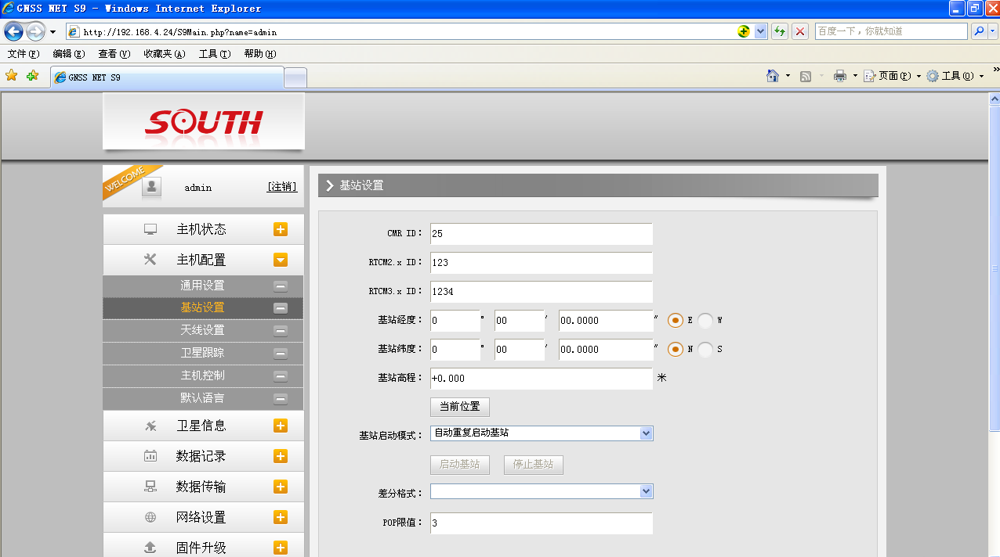 GNSS NET S9 - Windows Internet Explorer
http://192.168.4.24/S9Main.php?name=admin
百度一下，你就知道
文件(F) 编辑(E) 查看(V) 收藏夹(A) 工具(T) 帮助(H)
GNSS NET S9
页面(P) 工具(O)
SOUTH
WELCOME
admin
[注销]
主机状态
主机配置
通用设置
基站设置
天线设置
卫星跟踪
主机控制
默认语言
卫星信息
数据记录
数据传输
网络设置
固件升级
基站设置
CMR ID： 25
RTCM2.x ID： 123
RTCM3.x ID： 1234
基站经度： 0 ° 00 ′ 00.0000 ″ E W
基站纬度： 0 ° 00 ′ 00.0000 ″ N S
基站高程： +0.000 米
当前位置
基站启动模式： 自动重复启动基站
启动基站 停止基站
差分格式：
POP限值： 3